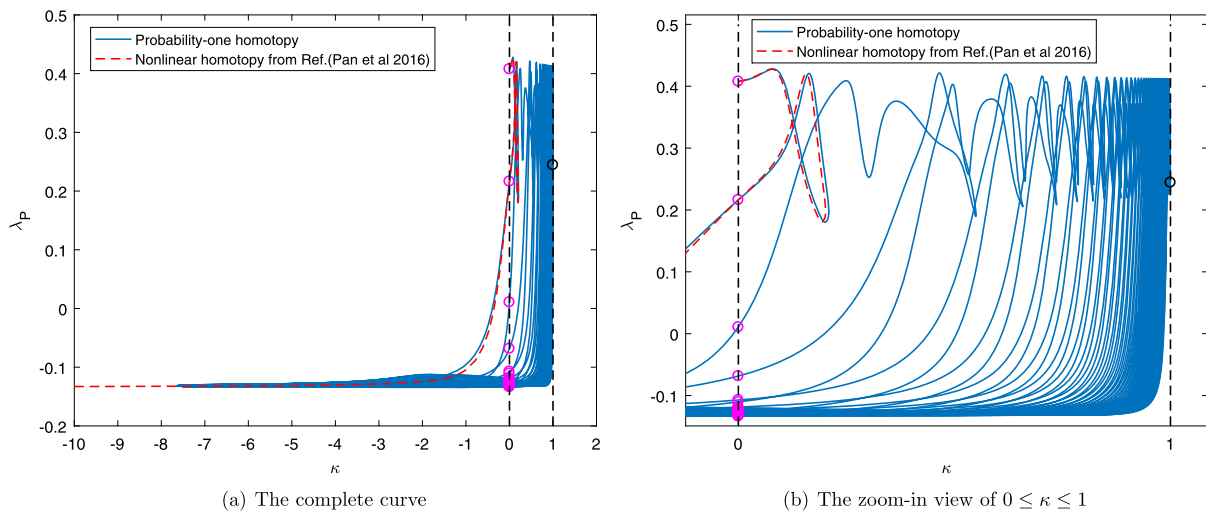 0.5
0.4
0.3
0.2
0.1
0
-0.1
-0.2
λP
-10 -9 -8 -7 -6 -5 -4 -3 -2 -1 0 1 2
κ
Probability-one homotopy
Nonlinear homotopy from Ref.(Pan et al 2016)
(a) The complete curve
0.5
0.4
0.3
0.2
0.1
0
-0.1
λP
0 1
κ
Probability-one homotopy
Nonlinear homotopy from Ref.(Pan et al 2016)
(b) The zoom-in view of 0 ≤ κ ≤ 1